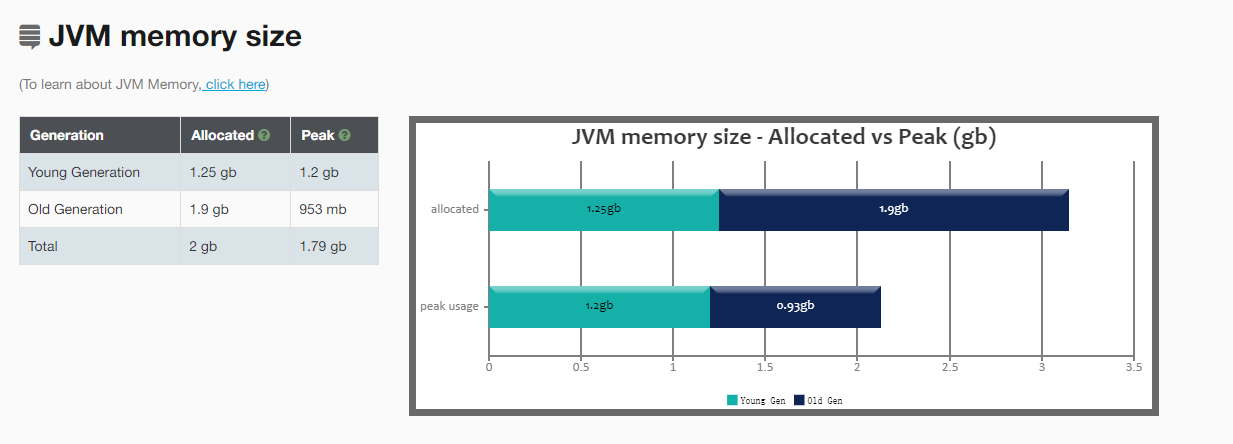 JVM memory size
(To learn about JVM Memory, click here)
Generation Allocated ? Peak ?
Young Generation 1.25 gb 1.2 gb
Old Generation 1.9 gb 953 mb
Total 2 gb 1.79 gb
JVM memory size - Allocated vs Peak (gb)
allocated 1.25gb 1.9gb
peak usage 1.2gb 0.93gb
0 0.5 1 1.5 2 2.5 3 3.5
Young Gen Old Gen